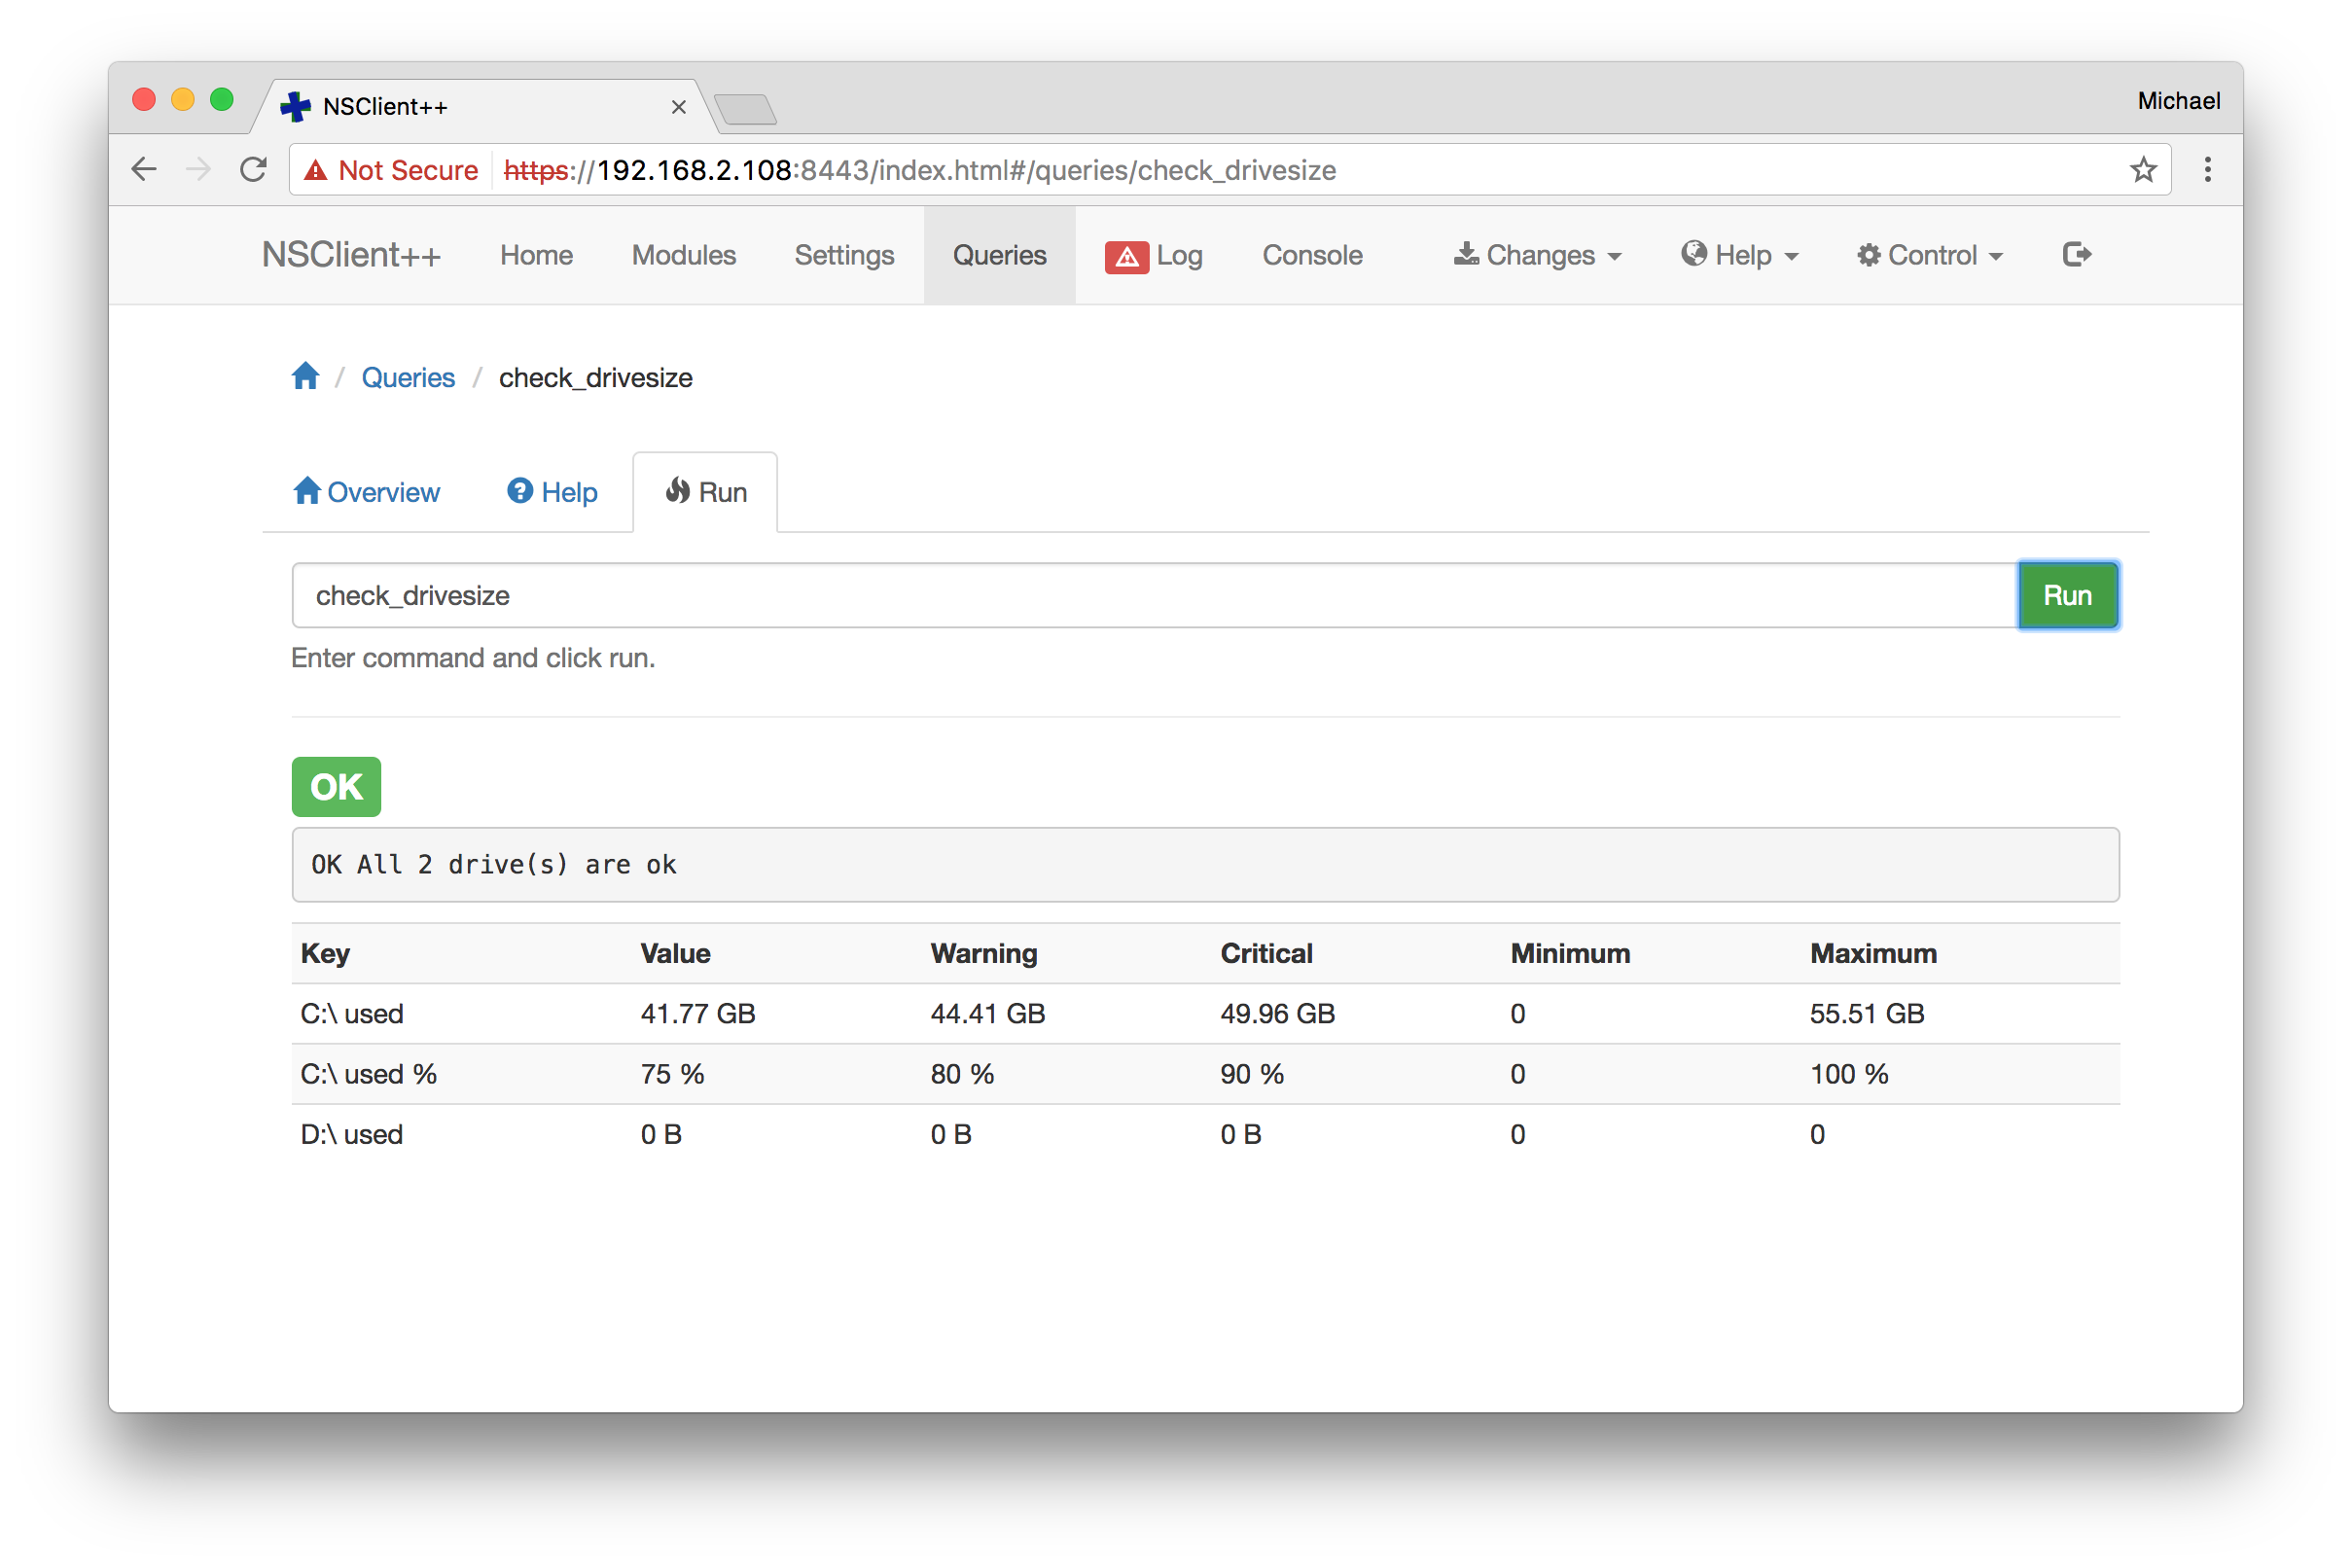 NSClient++
Michael
Not Secure https://192.168.2.108:8443/index.html#/queries/check_drivesize
NSClient++ Home Modules Settings Queries Log Console Changes Help Control
/ Queries / check_drivesize
Overview Help Run
check_drivesize Run
Enter command and click run.
OK
OK All 2 drive(s) are ok
Key Value Warning Critical Minimum Maximum
C:\ used 41.77 GB 44.41 GB 49.96 GB 0 55.51 GB
C:\ used % 75 % 80 % 90 % 0 100 %
D:\ used 0 B 0 B 0 B 0 0